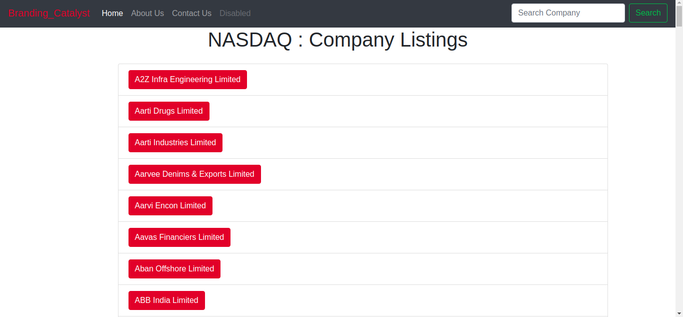 Branding_Catalyst Home About Us Contact Us Disabled Search Company Search
NASDAQ : Company Listings
A2Z Infra Engineering Limited
Aarti Drugs Limited
Aarti Industries Limited
Aarvee Denims & Exports Limited
Aarvi Encon Limited
Aavas Financiers Limited
Aban Offshore Limited
ABB India Limited